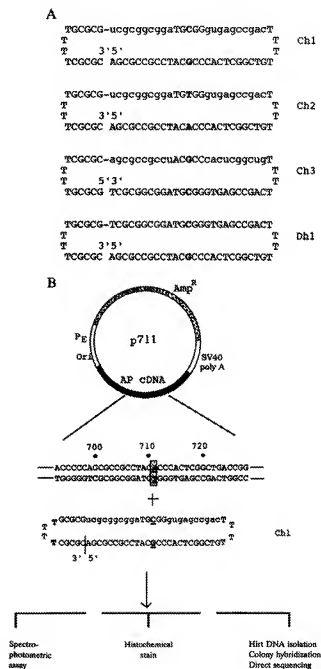 A
TGCGCG-ucgcggcggaTGCGGgugagccgacT
T T
T 3'5' T Ch1
T T
TCGCGC AGCGCCGCCTACGCCCACTCGGCTGT
TGCGCG-ucgcggcggaTGTGGgugagccgacT
T T
T 3'5' T Ch2
T T
TCGCGC AGCGCCGCCTACACCCACTCGGCTGT
TCGCGC-agcgccgccuACGCCcacucggcugT
T T
T 5'3' T Ch3
T T
TGCGCG TCGCGGCGGATGCGGGTGAGCCGACT
TGCGCG-TCGCGGCGGATGCGGGTGAGCCGACT
T T
T 3'5' T Dh1
T T
TCGCGC AGCGCCGCCTACGCCCACTCGGCTGT
B
Amp R
P E
p711
Ori
SV40
poly A
AP cDNA
700 710 720
ACCCCCAGCGCCGCCTACGCCCACTCGGCTGACCGG
TGGGGGTCGCGGCGGATGCGGGTGAGCCGACTGGCC
+
TGCGCGucgcggcggaTGCGGgugagccgacT
T T
T T Ch1
TCGCGCAGCGCCGCCTACGCCCACTCGGCTGT
3' 5'
Spectro-
photometric
assay
Histochemical
stain
Hirt DNA isolation
Colony hybridization
Direct sequencing